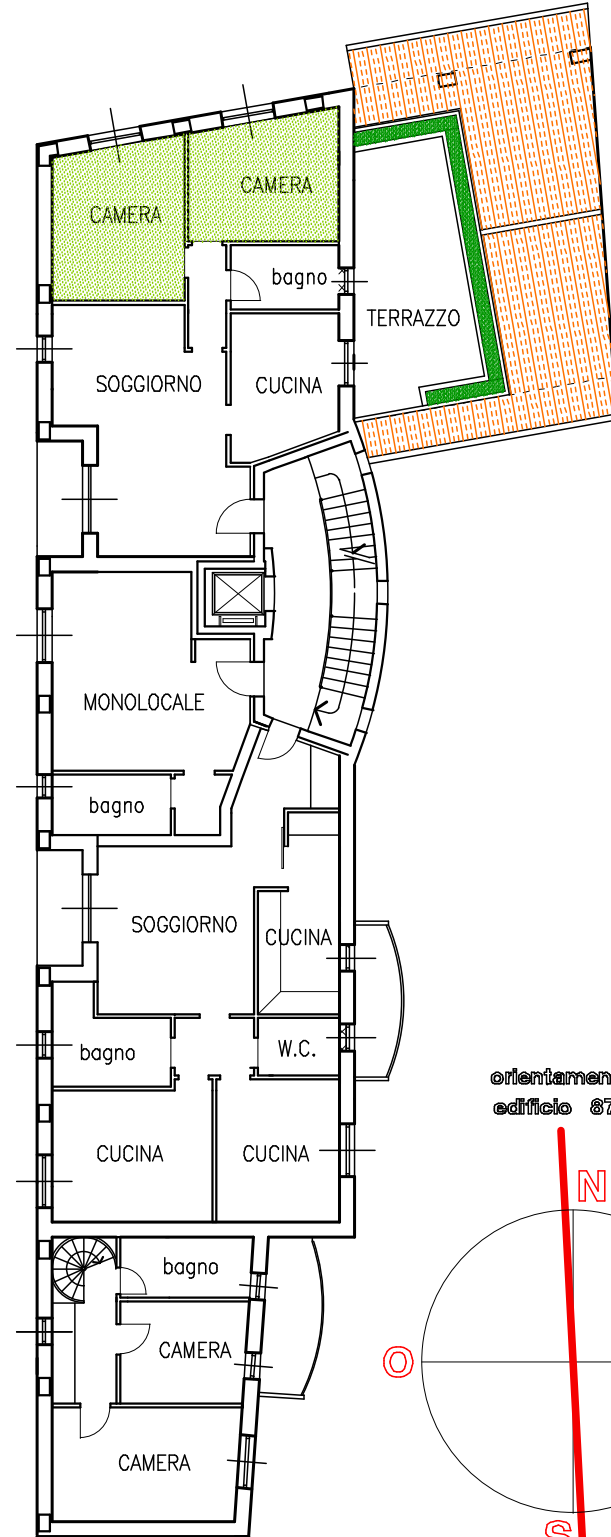 CAMERA
CAMERA
bagno
TERRAZZO
SOGGIORNO
CUCINA
MONOLOCALE
bagno
SOGGIORNO
CUCINA
bagno
W.C.
orientamen
edificio 87
CUCINA
CUCINA
N
bagno
CAMERA
O
CAMERA
S